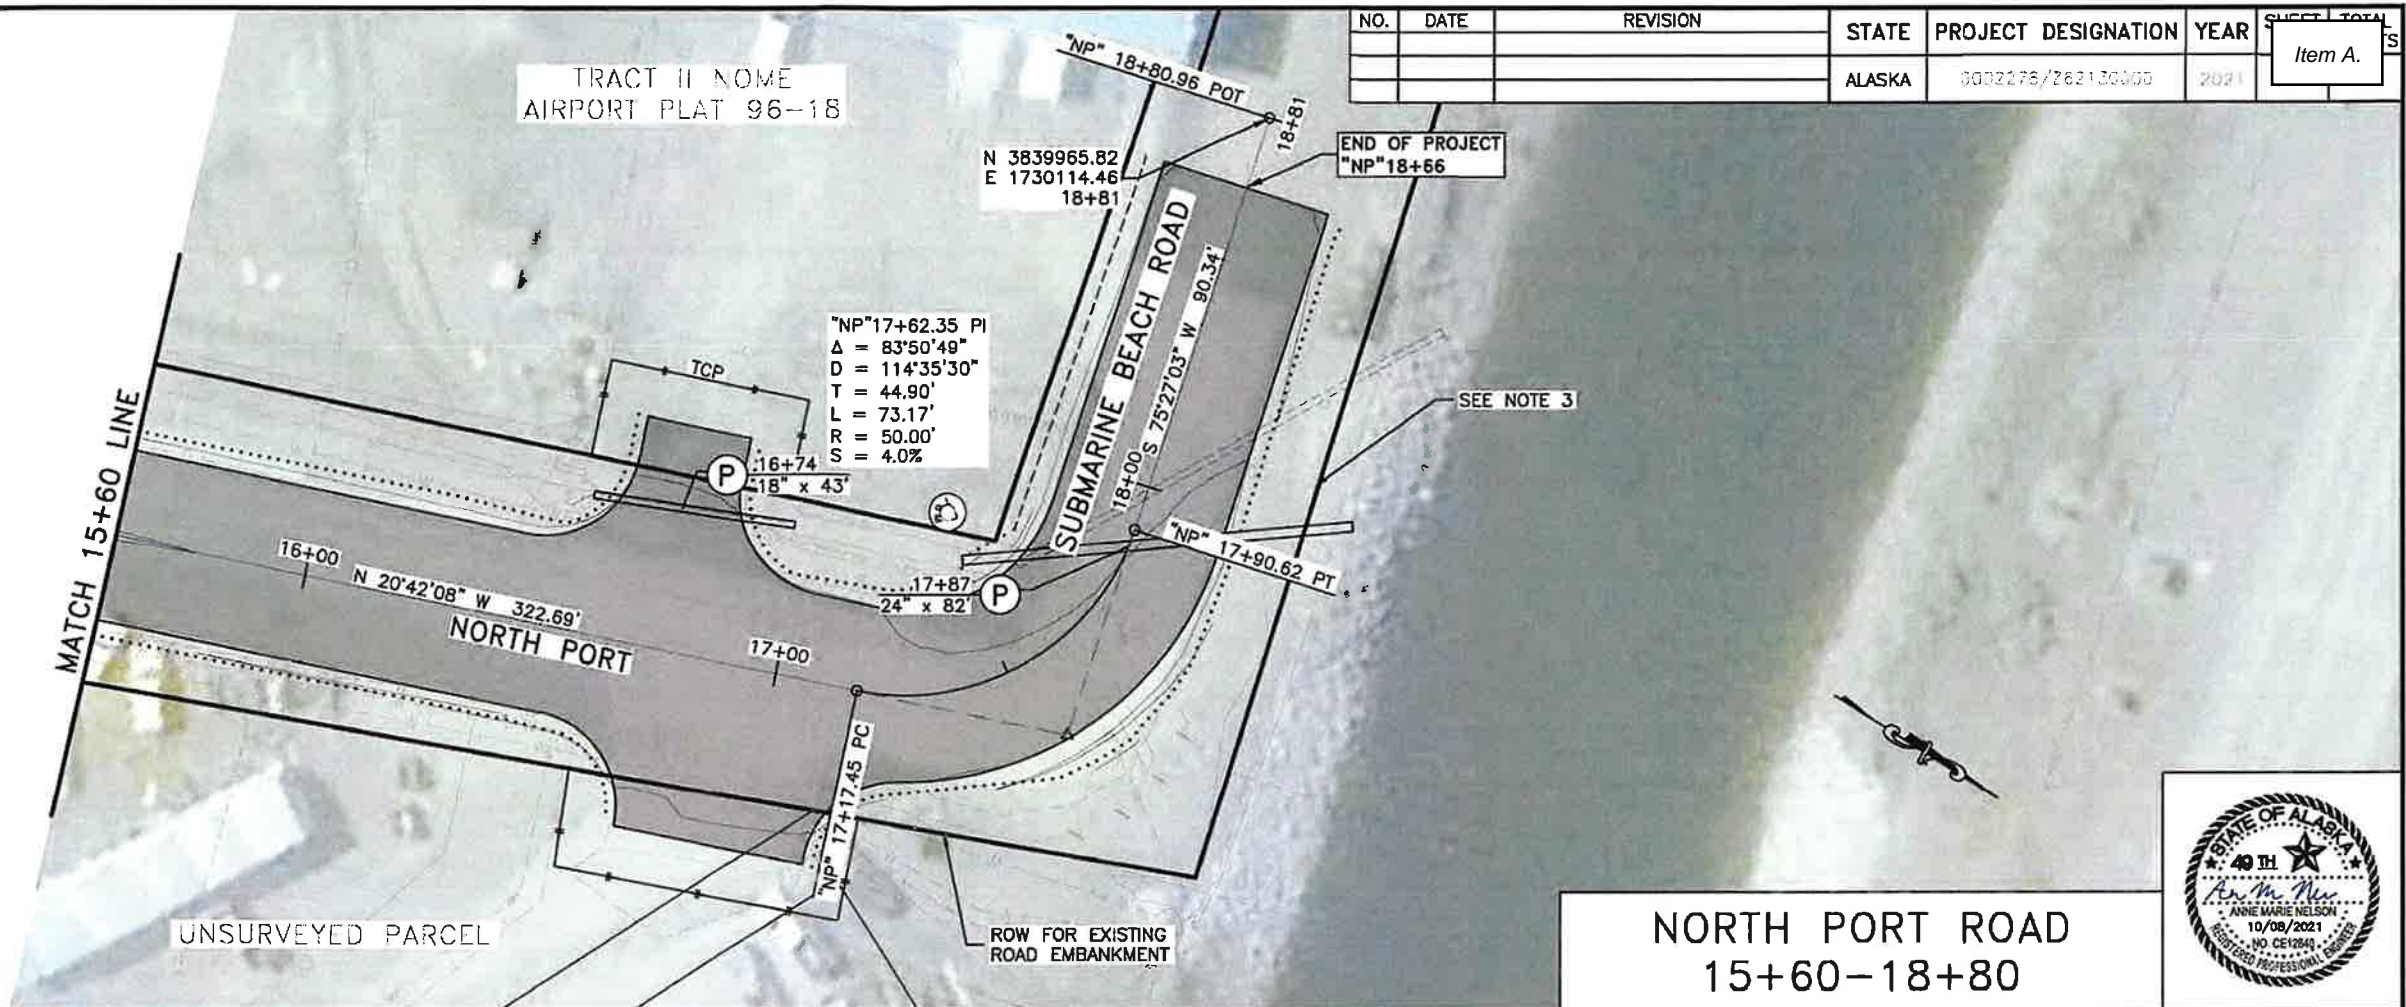 NO. DATE REVISION
STATE PROJECT DESIGNATION YEAR
ALASKA 0002278/Z621300000 2021
Item A.
TRACT II NOME
AIRPORT PLAT 96-18
"NP" 18+80.96 POT
18+81
N 3839965.82
E 1730114.46
18+81
END OF PROJECT
"NP"18+66
SUBMARINE BEACH ROAD
S 75°27'03" W 90.34'
18+00
"NP"17+62.35 PI
Δ = 83°50'49"
D = 114°35'30"
T = 44.90'
L = 73.17'
R = 50.00'
S = 4.0%
TCP
SEE NOTE 3
MATCH 15+60 LINE
P
16+74
18" x 43'
16+00
N 20°42'08" W 322.69'
NORTH PORT
17+00
17+87
24" x 82'
P
"NP" 17+90.62 PT
"NP" 17+17.45 PC
UNSURVEYED PARCEL
ROW FOR EXISTING
ROAD EMBANKMENT
NORTH PORT ROAD
15+60-18+80
STATE OF ALASKA
49 TH
ANNE MARIE NELSON
10/08/2021
NO. CE12640
REGISTERED PROFESSIONAL ENGINEER